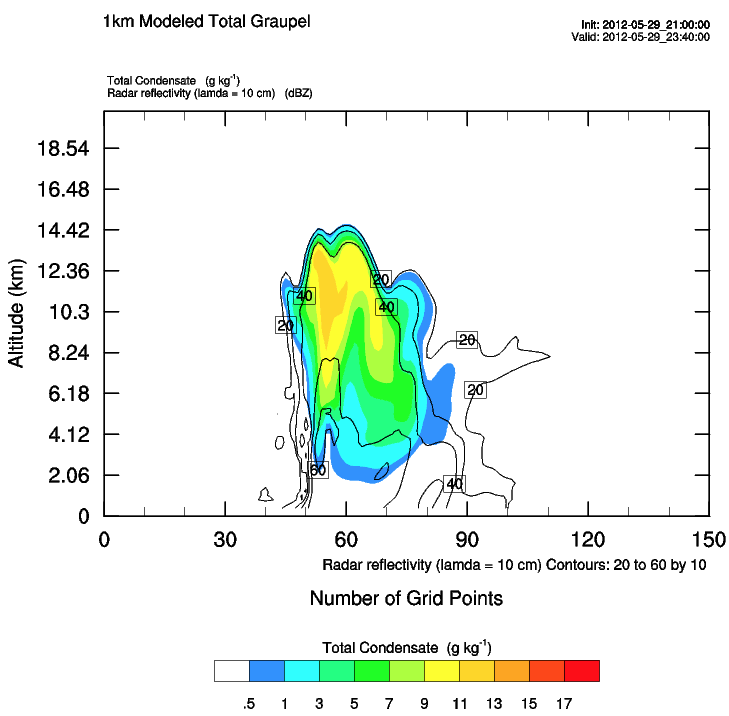 1km Modeled Total Graupel
Init: 2012-05-29_21:00:00
Valid: 2012-05-29_23:40:00
Total Condensate (g kg-1)
Radar reflectivity (lamda = 10 cm) (dBZ)
18.54
16.48
14.42
12.36
10.3
8.24
6.18
4.12
2.06
0
Altitude (km)
20
40
40
20
20
20
60
40
0 30 60 90 120 150
Radar reflectivity (lamda = 10 cm) Contours: 20 to 60 by 10
Number of Grid Points
Total Condensate (g kg-1)
.5 1 3 5 7 9 11 13 15 17